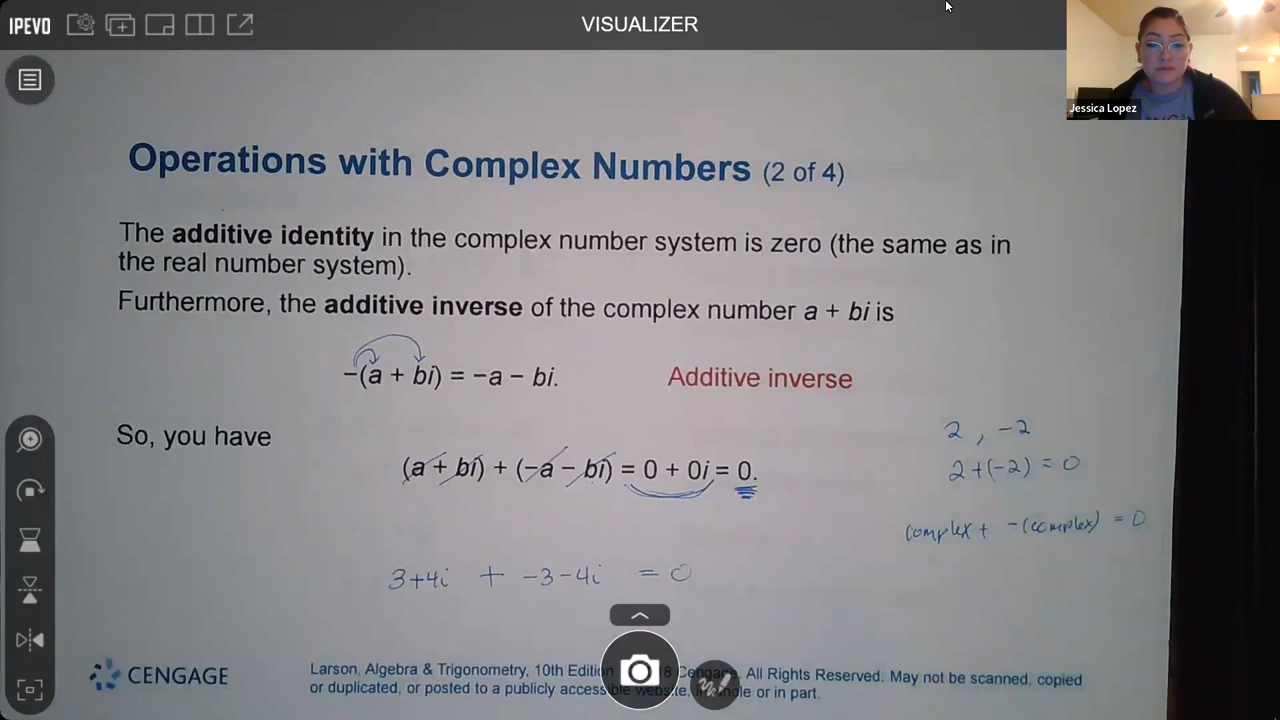 IPEVO
VISUALIZER
Jessica Lopez
Operations with Complex Numbers (2 of 4)
The additive identity in the complex number system is zero (the same as in
the real number system).
Furthermore, the additive inverse of the complex number a + bi is
−(a + bi) = −a − bi. Additive inverse
So, you have
(a + bi) + (−a − bi) = 0 + 0i = 0.
2 , -2
2+(-2) = 0
complex + -(complex) = 0
3+4i + -3-4i = 0
CENGAGE
Larson, Algebra & Trigonometry, 10th Edition 8 Cengage. All Rights Reserved. May not be scanned, copied
or duplicated, or posted to a publicly accessible website, in whole or in part.